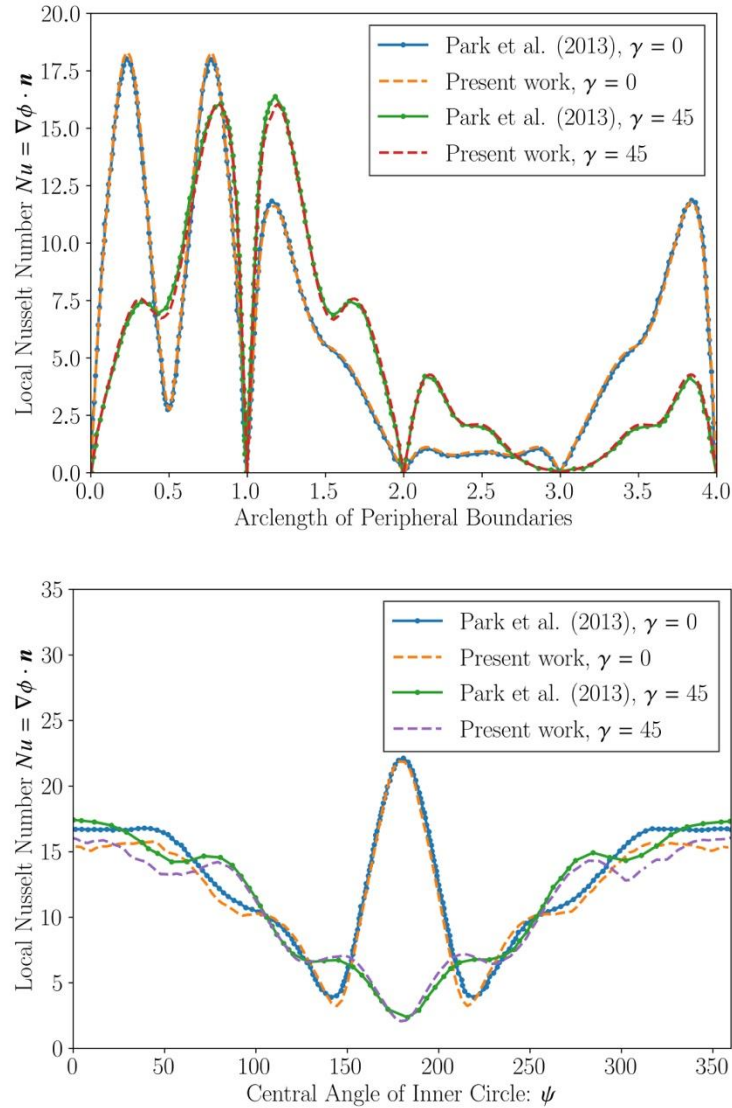 17.5
15.0
12.5
10.0
7.5
5.0
2.5
0.0
Local Nusselt Number Nu = ∇ϕ · n
Park et al. (2013), γ = 0
Present work, γ = 0
Park et al. (2013), γ = 45
Present work, γ = 45
0.0 0.5 1.0 1.5 2.0 2.5 3.0 3.5 4.0
Arclength of Peripheral Boundaries
35
30
25
20
15
10
5
0
Local Nusselt Number Nu = ∇ϕ · n
Park et al. (2013), γ = 0
Present work, γ = 0
Park et al. (2013), γ = 45
Present work, γ = 45
0 50 100 150 200 250 300 350
Central Angle of Inner Circle: ψ